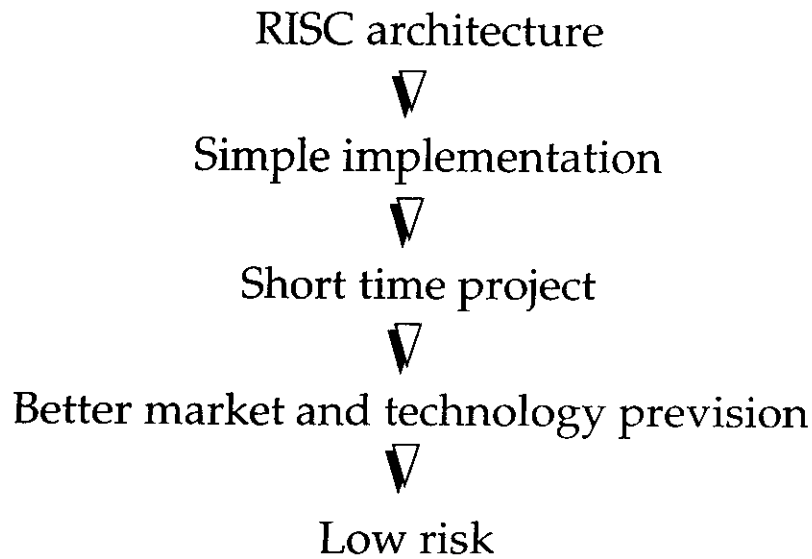 RISC architecture
Simple implementation
Short time project
Better market and technology prevision
Low risk